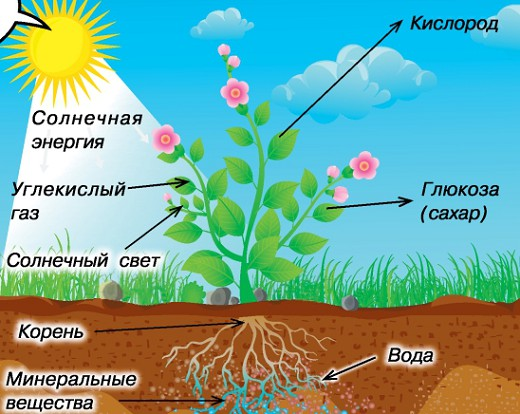 Кислород
Солнечная
энергия
Углекислый
газ
Глюкоза
(сахар)
Солнечный свет
Корень
Вода
Минеральные
вещества